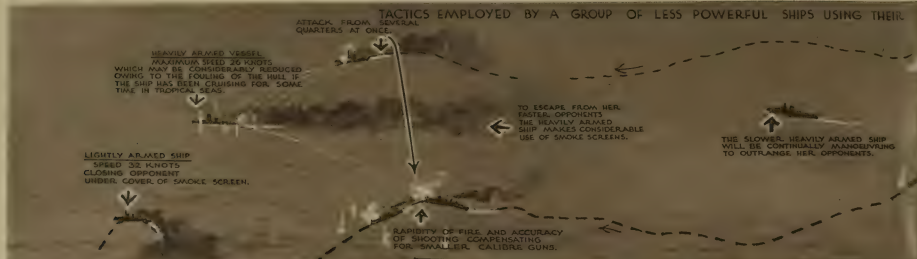 TACTICS EMPLOYED BY A GROUP OF LESS POWERFUL SHIPS USING THEIR
ATTACK FROM SEVERAL
QUARTERS AT ONCE.
HEAVILY ARMED VESSEL
MAXIMUM SPEED 26 KNOTS
WHICH MAY BE CONSIDERABLY REDUCED
OWING TO THE FOULING OF THE HULL IF
THE SHIP HAS BEEN CRUISING FOR SOME
TIME IN TROPICAL SEAS.
TO ESCAPE FROM HER
FASTER OPPONENTS
THE HEAVILY ARMED
SHIP MAKES CONSIDERABLE
USE OF SMOKE SCREENS.
THE SLOWER HEAVILY ARMED SHIP
WILL BE CONTINUALLY MANOEUVRING
TO OUTRANGE HER OPPONENTS.
LIGHTLY ARMED SHIP
SPEED 32 KNOTS
CLOSING OPPONENT
UNDER COVER OF SMOKE SCREEN.
RAPIDITY OF FIRE AND ACCURACY
OF SHOOTING COMPENSATING
FOR SMALLER CALIBRE GUNS.